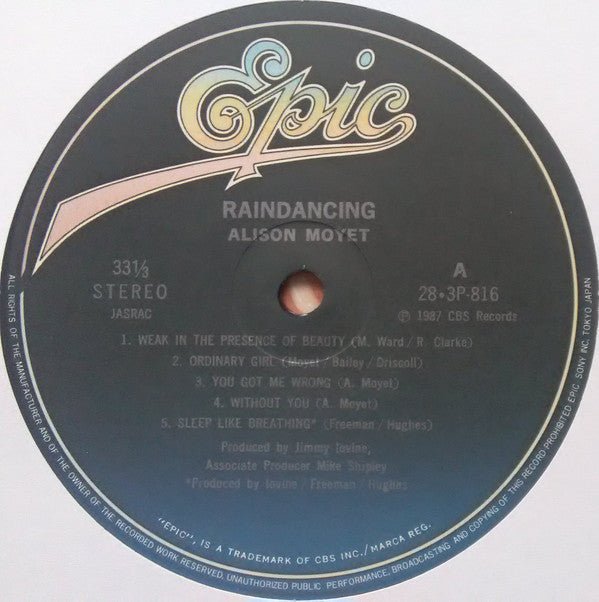 Epic
RAINDANCING
ALISON MOYET
33⅓
STEREO
JASRAC
A
28•3P-816
Ⓟ 1987 CBS Records
1. WEAK IN THE PRESENCE OF BEAUTY (M. Ward / R. Clarke)
2. ORDINARY GIRL (Moyet / Bailey / Driscoll)
3. YOU GOT ME WRONG (A. Moyet)
4. WITHOUT YOU (A. Moyet)
5. SLEEP LIKE BREATHING* (Freeman / Hughes)
Produced by Jimmy Iovine,
Associate Producer Mike Shipley
*Produced by Iovine / Freeman / Hughes
"EPIC", IS A TRADEMARK OF CBS INC./MARCA REG.
ALL RIGHTS OF THE MANUFACTURER AND OF THE OWNER OF THE RECORDED WORK RESERVED, UNAUTHORIZED PUBLIC PERFORMANCE, BROADCASTING AND COPYING OF THIS RECORD PROHIBITED EPIC SONY INC. TOKYO JAPAN